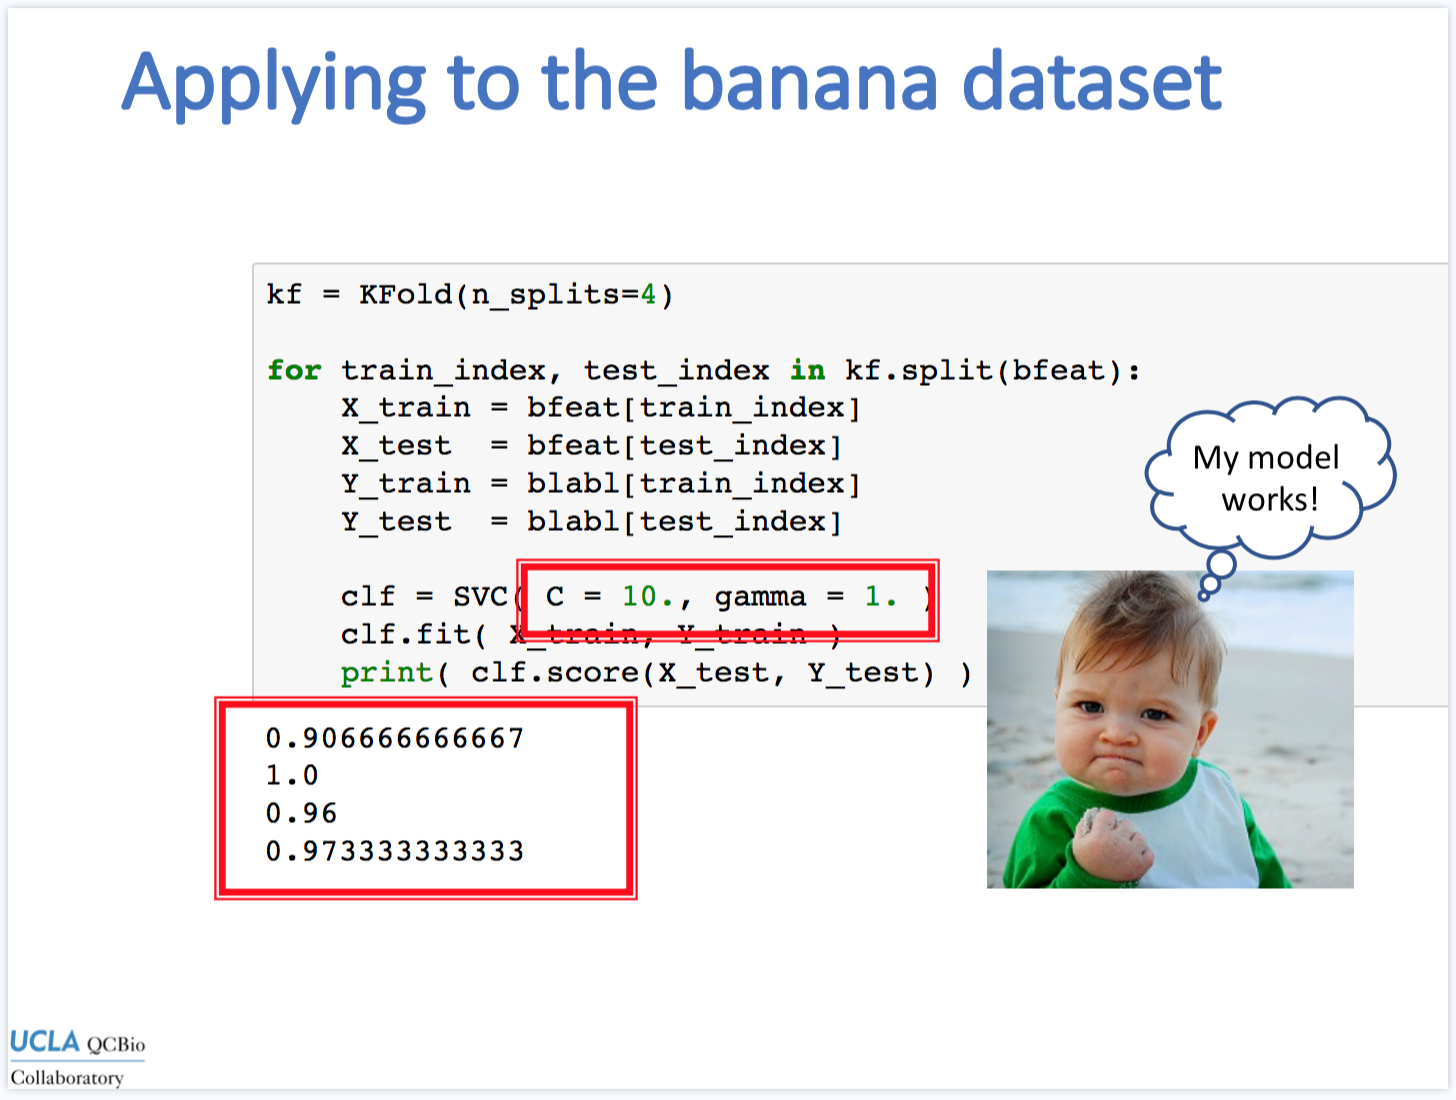 Applying to the banana dataset
kf = KFold(n_splits=4)
for train_index, test_index in kf.split(bfeat):
X_train = bfeat[train_index]
X_test  = bfeat[test_index]
Y_train = blabl[train_index]
Y_test  = blabl[test_index]
clf = SVC( C = 10., gamma = 1. )
clf.fit( X_train, Y_train )
print( clf.score(X_test, Y_test) )
0.906666666667
1.0
0.96
0.973333333333
My model
works!
UCLA QCBio
Collaboratory